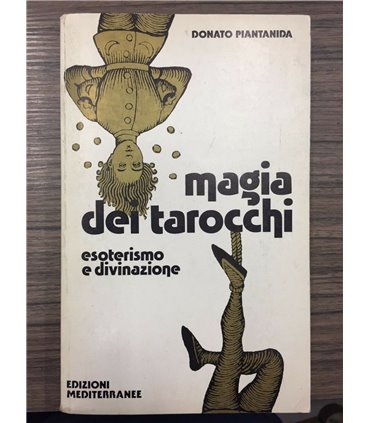 DONATO PIANTANIDA
magia
dei tarocchi
esoterismo
e divinazione
EDIZIONI
MEDITERRANEE